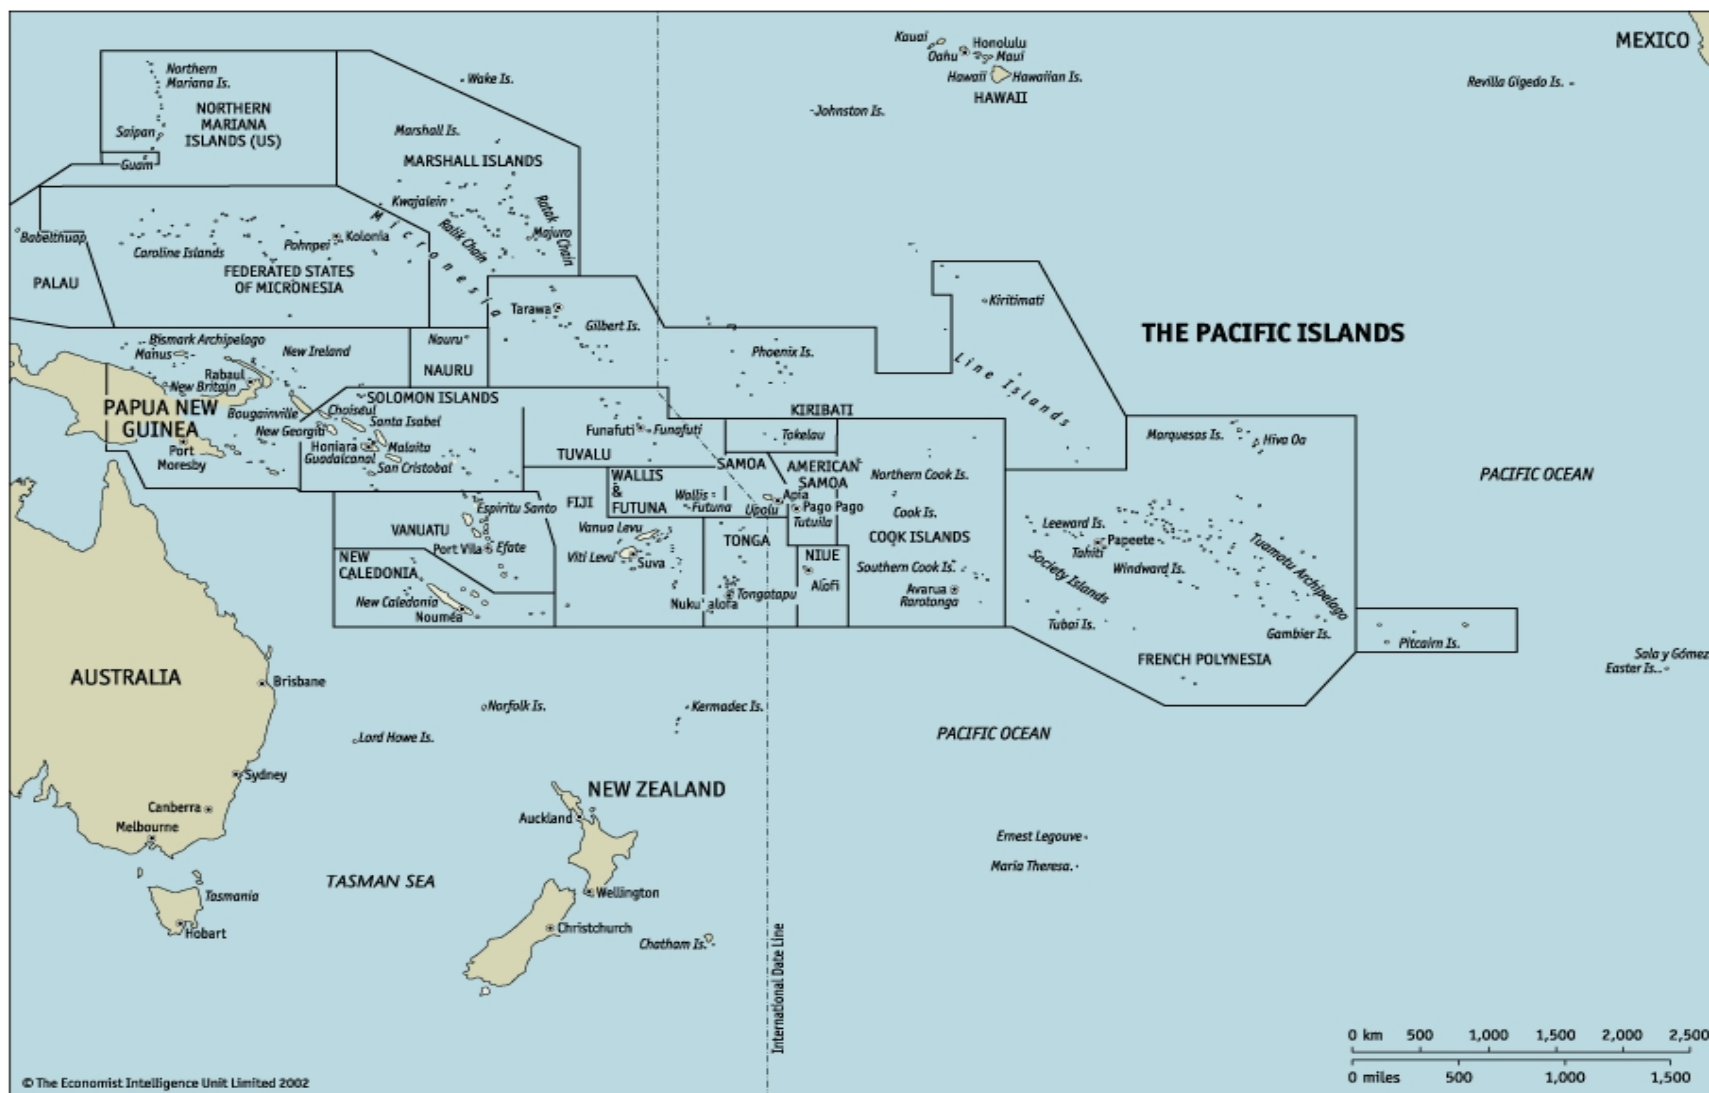 MEXICO
Kauai
Oahu
Honolulu
Maui
Hawaii
Hawaiian Is.
HAWAII
Revilla Gigedo Is.
Johnston Is.
Wake Is.
Northern
Mariana Is.
NORTHERN
MARIANA
ISLANDS (US)
Saipan
Guam
Marshall Is.
MARSHALL ISLANDS
Kwajalein
Ratak
Chain
Majuro
Ralik Chain
Micronesia
Babelthuap
PALAU
Caroline Islands
Pohnpei
Kolonia
FEDERATED STATES
OF MICRONESIA
Tarawa
Gilbert Is.
Kiritimati
THE PACIFIC ISLANDS
Line Islands
Phoenix Is.
KIRIBATI
Nauru
NAURU
Bismark Archipelago
Manus
New Ireland
Rabaul
New Britain
PAPUA NEW
GUINEA
Port
Moresby
Bougainville
SOLOMON ISLANDS
Choiseul
Santa Isabel
New Georgia
Honiara
Malaita
Guadalcanal
San Cristobal
Funafuti
Funafuti
TUVALU
Tokelau
SAMOA
AMERICAN
SAMOA
WALLIS
&
FUTUNA
Wallis
Futuna
Upolu
Apia
Pago Pago
Tutuila
Northern Cook Is.
Cook Is.
COOK ISLANDS
Southern Cook Is.
Avarua
Rarotonga
Marquesas Is.
Hiva Oa
PACIFIC OCEAN
FIJI
Vanua Levu
Viti Levu
Suva
Espiritu Santo
VANUATU
Port Vila
Efate
NEW
CALEDONIA
New Caledonia
Nouméa
TONGA
Tongatapu
Nuku'alofa
NIUE
Alofi
Leeward Is.
Papeete
Tahiti
Windward Is.
Society Islands
Tuamotu Archipelago
Tubai Is.
Gambier Is.
FRENCH POLYNESIA
Pitcairn Is.
Sala y Gómez
Easter Is.
AUSTRALIA
Brisbane
Norfolk Is.
Kermadec Is.
Lord Howe Is.
PACIFIC OCEAN
Sydney
Canberra
Melbourne
NEW ZEALAND
Auckland
Ernest Legouve
Maria Theresa
TASMAN SEA
Tasmania
Hobart
Wellington
Christchurch
Chatham Is.
International Date Line
0 km 500 1,000 1,500 2,000 2,500
0 miles 500 1,000 1,500
© The Economist Intelligence Unit Limited 2002